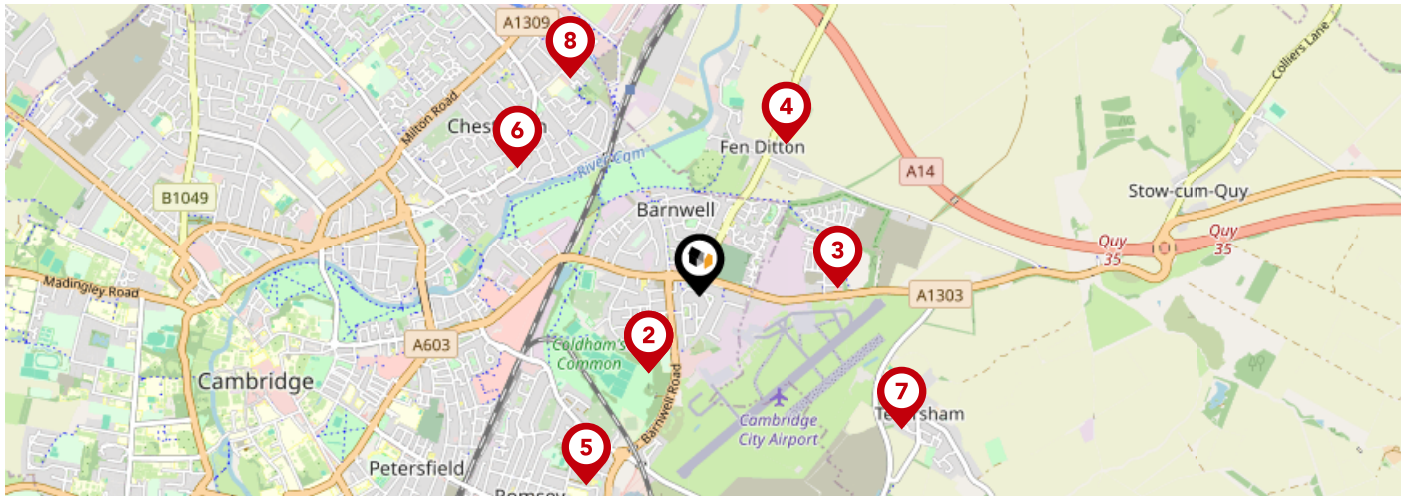 A1309
8
Colliers Lane
Milton Road
4
6
Fen Ditton
River Cam
A14
B1049
Stow-cum-Quy
Barnwell
Quy
35
Quy
35
3
Madingley Road
A1303
2
A603
Coldham's
Common
Cambridge
Barnwell Road
7
Cambridge
City Airport
5
Petersfield